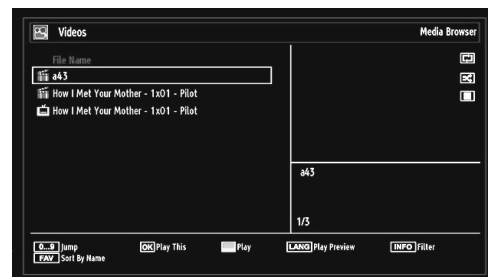 Videos
Media Browser
File Name
a43
How I Met Your Mother - 1x01 - Pilot
How I Met Your Mother - 1x01 - Pilot
a43
1/3
0...9 Jump
OK Play This
Play
LANG Play Preview
INFO Filter
FAV Sort By Name